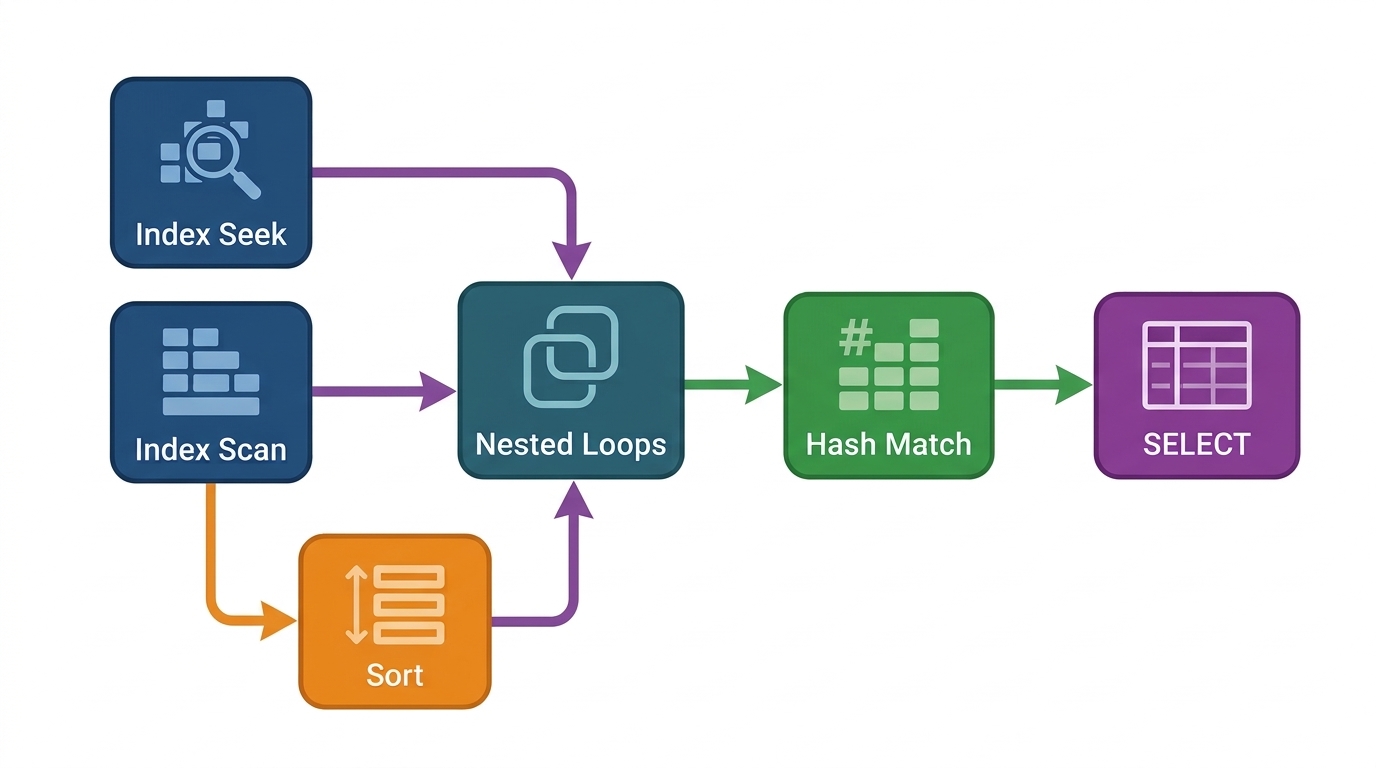 Index Seek
Index Scan
Nested Loops
#
Hash Match
SELECT
Sort